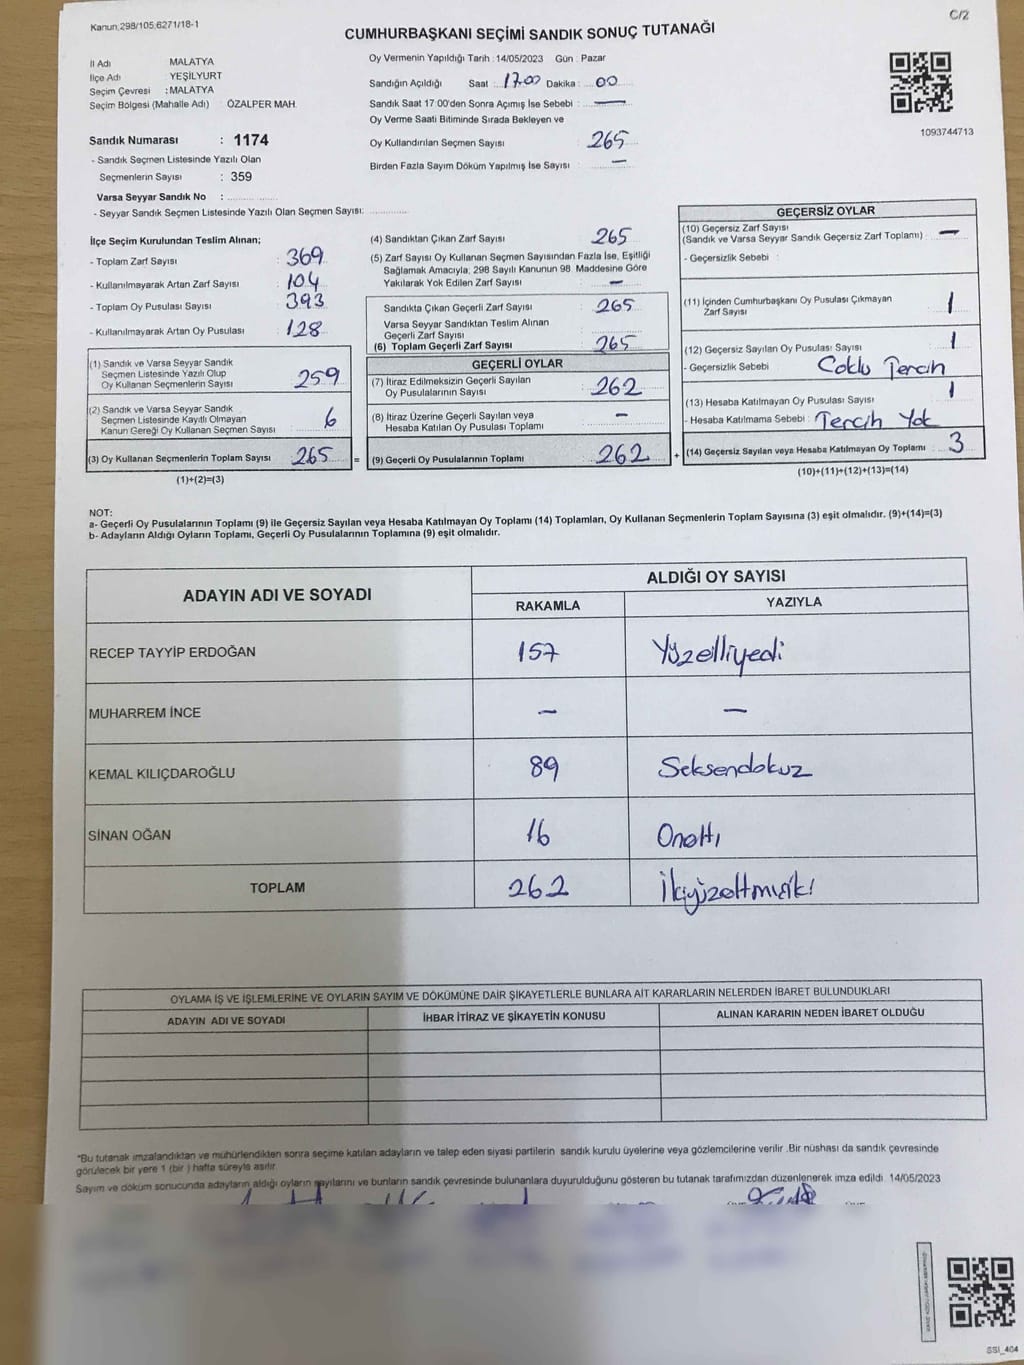 Kanun;298/105;6271/18-1
C/2
CUMHURBAŞKANI SEÇİMİ SANDIK SONUÇ TUTANAĞI
İl Adı MALATYA
İlçe Adı YEŞİLYURT
Seçim Çevresi : MALATYA
Seçim Bölgesi (Mahalle Adı) ÖZALPER MAH.
Sandık Numarası : 1174
- Sandık Seçmen Listesinde Yazılı Olan
Seçmenlerin Sayısı : 359
Varsa Seyyar Sandık No :
- Seyyar Sandık Seçmen Listesinde Yazılı Olan Seçmen Sayısı:
Oy Vermenin Yapıldığı Tarih : 14/05/2023 Gün : Pazar
Sandığın Açıldığı Saat : 17.00 Dakika : 00
Sandık Saat 17:00'den Sonra Açımış İse Sebebi : —
Oy Verme Saati Bitiminde Sırada Bekleyen ve
Oy Kullandırılan Seçmen Sayısı : 265
Birden Fazla Sayım Döküm Yapılmış İse Sayısı : —
1093744713
İlçe Seçim Kurulundan Teslim Alınan;
- Toplam Zarf Sayısı : 369
- Kullanılmayarak Artan Zarf Sayısı : 104
- Toplam Oy Pusulası Sayısı : 393
- Kullanılmayarak Artan Oy Pusulası : 128
(1) Sandık ve Varsa Seyyar Sandık
Seçmen Listesinde Yazılı Olup
Oy Kullanan Seçmenlerin Sayısı 259
(2) Sandık ve Varsa Seyyar Sandık
Seçmen Listesinde Kayıtlı Olmayan
Kanun Gereği Oy Kullanan Seçmen Sayısı 6
(3) Oy Kullanan Seçmenlerin Toplam Sayısı 265 =
(1)+(2)=(3)
(4) Sandıktan Çıkan Zarf Sayısı : 265
(5) Zarf Sayısı Oy Kullanan Seçmen Sayısından Fazla İse, Eşitliği
Sağlamak Amacıyla; 298 Sayılı Kanunun 98. Maddesine Göre
Yakılarak Yok Edilen Zarf Sayısı : —
Sandıkta Çıkan Geçerli Zarf Sayısı : 265
Varsa Seyyar Sandıktan Teslim Alınan
Geçerli Zarf Sayısı
(6) Toplam Geçerli Zarf Sayısı : 265
GEÇERLİ OYLAR
(7) İtiraz Edilmeksizin Geçerli Sayılan
Oy Pusulalarının Sayısı : 262
(8) İtiraz Üzerine Geçerli Sayılan veya
Hesaba Katılan Oy Pusulası Toplamı : —
(9) Geçerli Oy Pusulalarının Toplamı : 262 +
GEÇERSİZ OYLAR
(10) Geçersiz Zarf Sayısı
(Sandık ve Varsa Seyyar Sandık Geçersiz Zarf Toplamı) : —
- Geçersizlik Sebebi :
(11) İçinden Cumhurbaşkanı Oy Pusulası Çıkmayan
Zarf Sayısı 1
(12) Geçersiz Sayılan Oy Pusulası Sayısı 1
- Geçersizlik Sebebi : Çoklu Tercih
(13) Hesaba Katılmayan Oy Pusulası Sayısı 1
- Hesaba Katılmama Sebebi : Tercih Yok
(14) Geçersiz Sayılan veya Hesaba Katılmayan Oy Toplamı 3
(10)+(11)+(12)+(13)=(14)
NOT:
a- Geçerli Oy Pusulalarının Toplamı (9) ile Geçersiz Sayılan veya Hesaba Katılmayan Oy Toplamı (14) Toplamları, Oy Kullanan Seçmenlerin Toplam Sayısına (3) eşit olmalıdır. (9)+(14)=(3)
b- Adayların Aldığı Oyların Toplamı, Geçerli Oy Pusulalarının Toplamına (9) eşit olmalıdır.
ADAYIN ADI VE SOYADI ALDIĞI OY SAYISI
RAKAMLA YAZIYLA
RECEP TAYYİP ERDOĞAN 157 Yüzelliyedi
MUHARREM İNCE — —
KEMAL KILIÇDAROĞLU 89 Seksendokuz
SİNAN OĞAN 16 Onaltı
TOPLAM 262 İkiyüzaltmışiki
OYLAMA İŞ VE İŞLEMLERİNE VE OYLARIN SAYIM VE DÖKÜMÜNE DAİR ŞİKAYETLERLE BUNLARA AİT KARARLARIN NELERDEN İBARET BULUNDUKLARI
ADAYIN ADI VE SOYADI İHBAR İTİRAZ VE ŞİKAYETİN KONUSU ALINAN KARARIN NEDEN İBARET OLDUĞU
*Bu tutanak imzalandıktan ve mühürlendikten sonra seçime katılan adayların ve talep eden siyasi partilerin sandık kurulu üyelerine veya gözlemcilerine verilir .Bir nüshası da sandık çevresinde
görülecek bir yere 1 (bir ) hafta süreyle asılır.
Sayım ve döküm sonucunda adayların aldığı oyların sayılarını ve bunların sandık çevresinde bulunanlara duyurulduğunu gösteren bu tutanak tarafımızdan düzenlenerek imza edildi. 14/05/2023
SSI_404